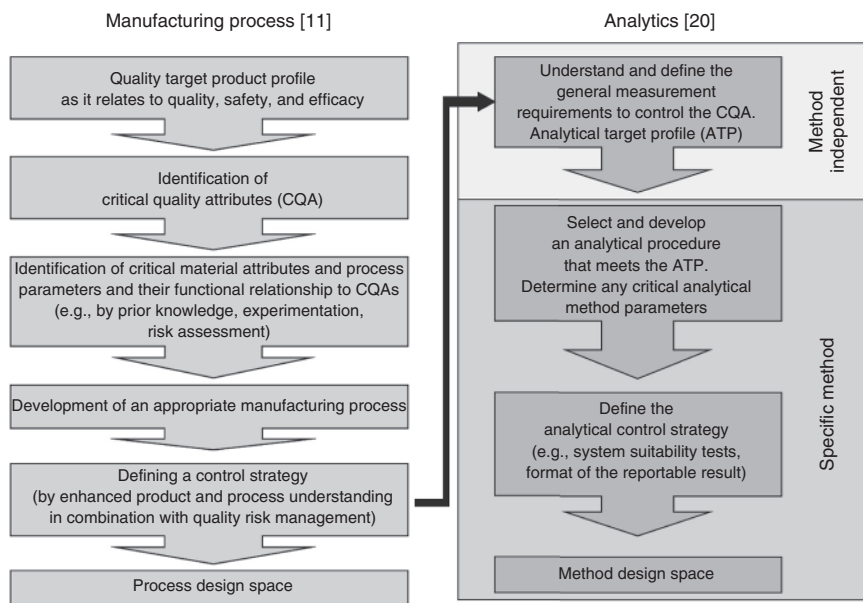 Manufacturing process [11]
Quality target product profile
as it relates to quality, safety, and efficacy
Identification of
critical quality attributes (CQA)
Identification of critical material attributes and process
parameters and their functional relationship to CQAs
(e.g., by prior knowledge, experimentation,
risk assessment)
Development of an appropriate manufacturing process
Defining a control strategy
(by enhanced product and process understanding
in combination with quality risk management)
Process design space
Analytics [20]
Understand and define the
general measurement
requirements to control the CQA.
Analytical target profile (ATP)
Method
independent
Select and develop
an analytical procedure
that meets the ATP.
Determine any critical analytical
method parameters
Define the
analytical control strategy
(e.g., system suitability tests,
format of the reportable result)
Method design space
Specific method